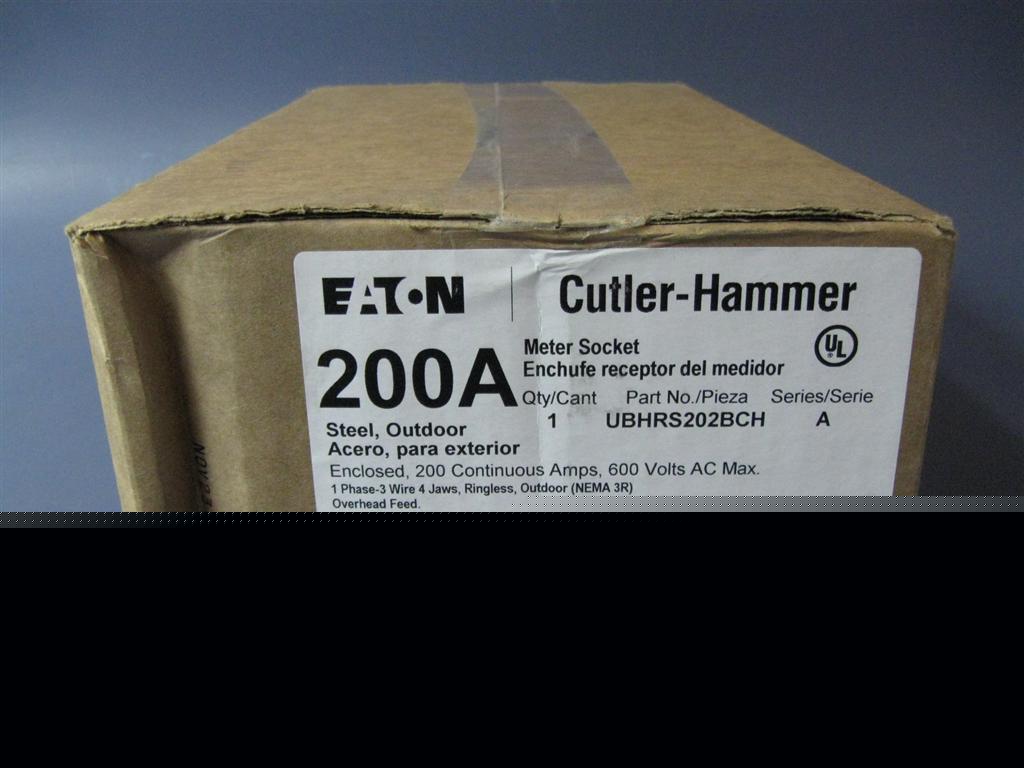 EATON
Cutler-Hammer
200A
Meter Socket
Enchufe receptor del medidor
UL
Qty/Cant Part No./Pieza Series/Serie
1 UBHRS202BCH A
Steel, Outdoor
Acero, para exterior
Enclosed, 200 Continuous Amps, 600 Volts AC Max.
1 Phase-3 Wire 4 Jaws, Ringless, Outdoor (NEMA 3R)
Overhead Feed.